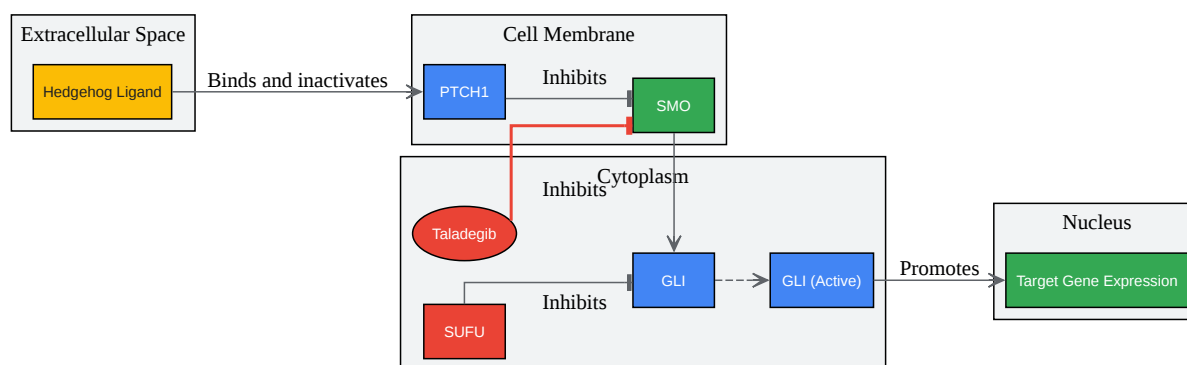 Extracellular Space
Hedgehog Ligand
Binds and inactivates
Cell Membrane
PTCH1
Inhibits
SMO
Cytoplasm
Inhibits
Taladegib
GLI
GLI (Active)
Inhibits
SUFU
Promotes
Nucleus
Target Gene Expression